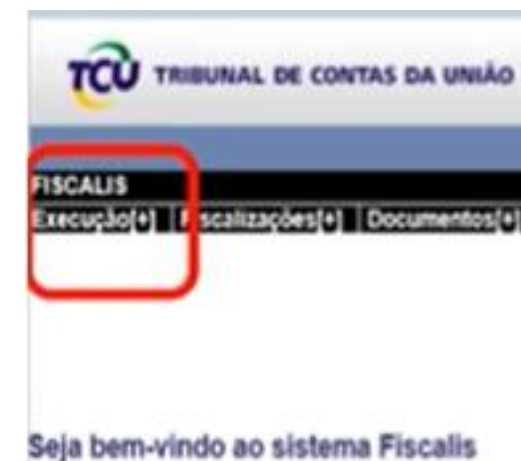 TCU TRIBUNAL DE CONTAS DA UNIÃO
FISCALIS
Execução[+] Fiscalizações[+] Documentos[+]
Seja bem-vindo ao sistema Fiscalis